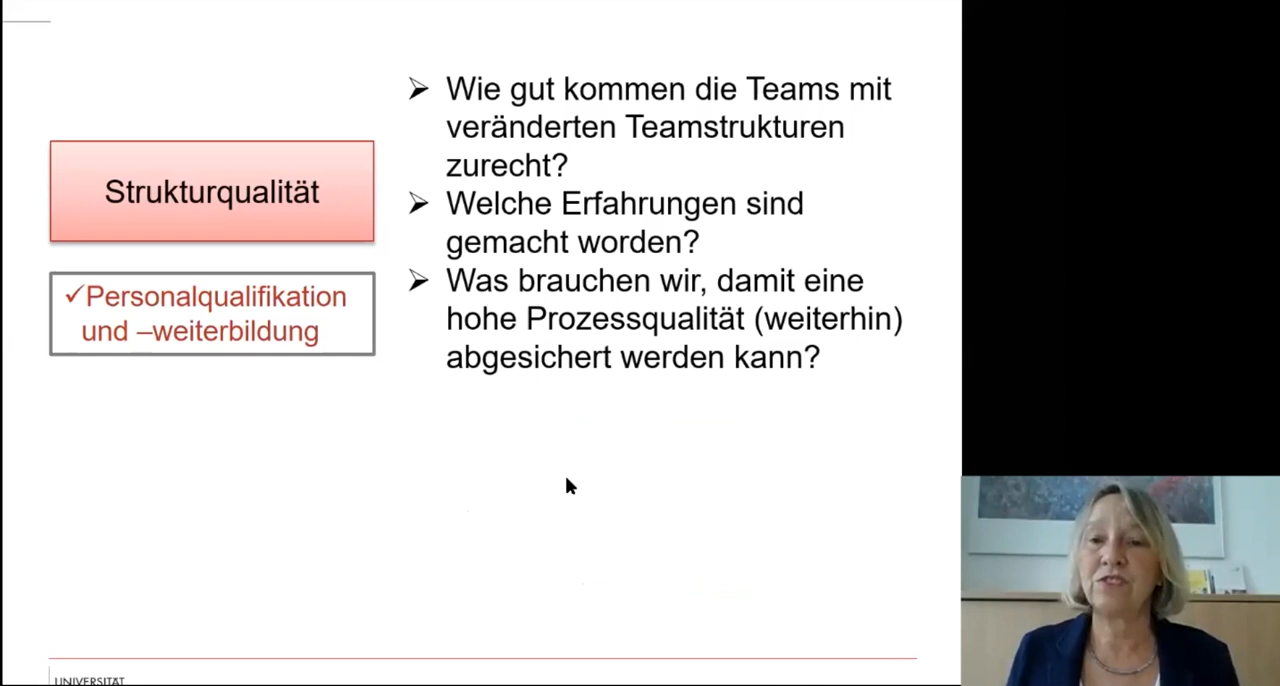 Strukturqualität
✓Personalqualifikation
und –weiterbildung
➢ Wie gut kommen die Teams mit
veränderten Teamstrukturen
zurecht?
➢ Welche Erfahrungen sind
gemacht worden?
➢ Was brauchen wir, damit eine
hohe Prozessqualität (weiterhin)
abgesichert werden kann?
UNIVERSITÄT